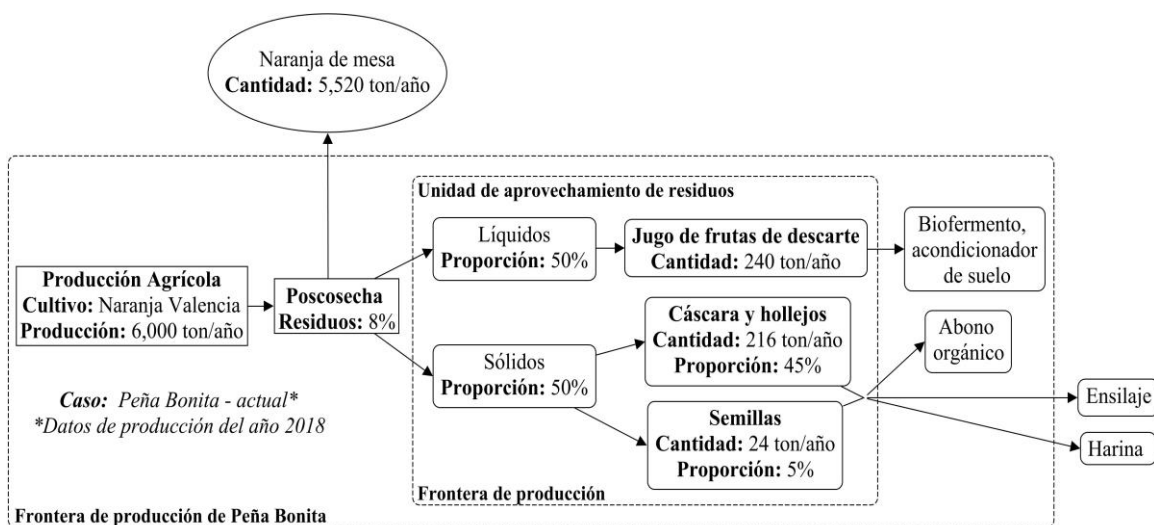 Naranja de mesa
Cantidad: 5,520 ton/año
Unidad de aprovechamiento de residuos
Líquidos
Proporción: 50%
Jugo de frutas de descarte
Cantidad: 240 ton/año
Biofermento,
acondicionador
de suelo
Producción Agrícola
Cultivo: Naranja Valencia
Producción: 6,000 ton/año
Poscosecha
Residuos: 8%
Cáscara y hollejos
Cantidad: 216 ton/año
Proporción: 45%
Abono
orgánico
Sólidos
Proporción: 50%
Caso: Peña Bonita - actual*
*Datos de producción del año 2018
Semillas
Cantidad: 24 ton/año
Proporción: 5%
Ensilaje
Harina
Frontera de producción
Frontera de producción de Peña Bonita